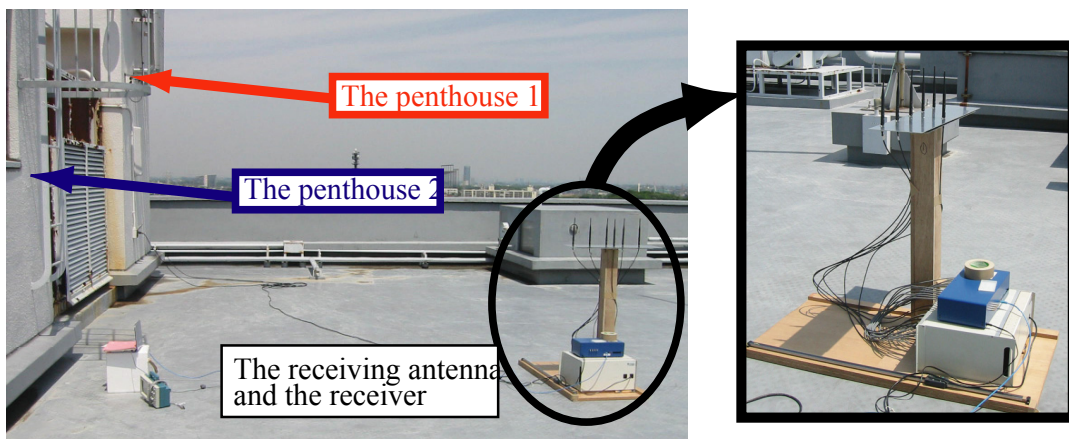 The penthouse 1
The penthouse 2
The receiving antenna
and the receiver